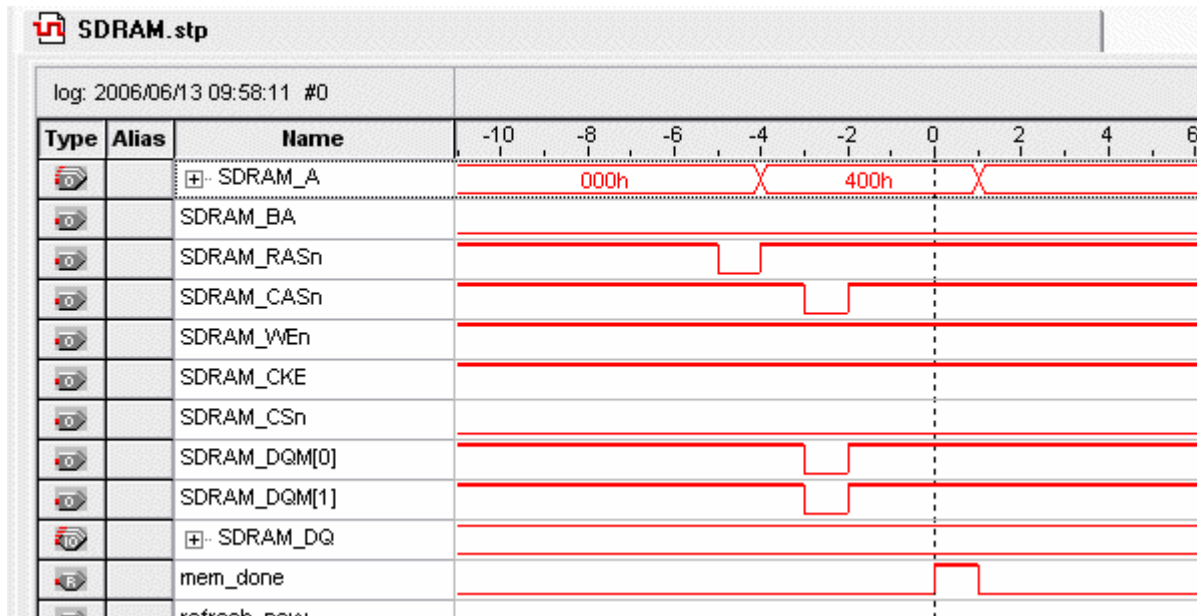 SDRAM.stp
log: 2006/06/13 09:58:11 #0
Type Alias Name -10 -8 -6 -4 -2 0 2 4 6
SDRAM_A 000h 400h
SDRAM_BA
SDRAM_RASn
SDRAM_CASn
SDRAM_WEn
SDRAM_CKE
SDRAM_CSn
SDRAM_DQM[0]
SDRAM_DQM[1]
SDRAM_DQ
mem_done